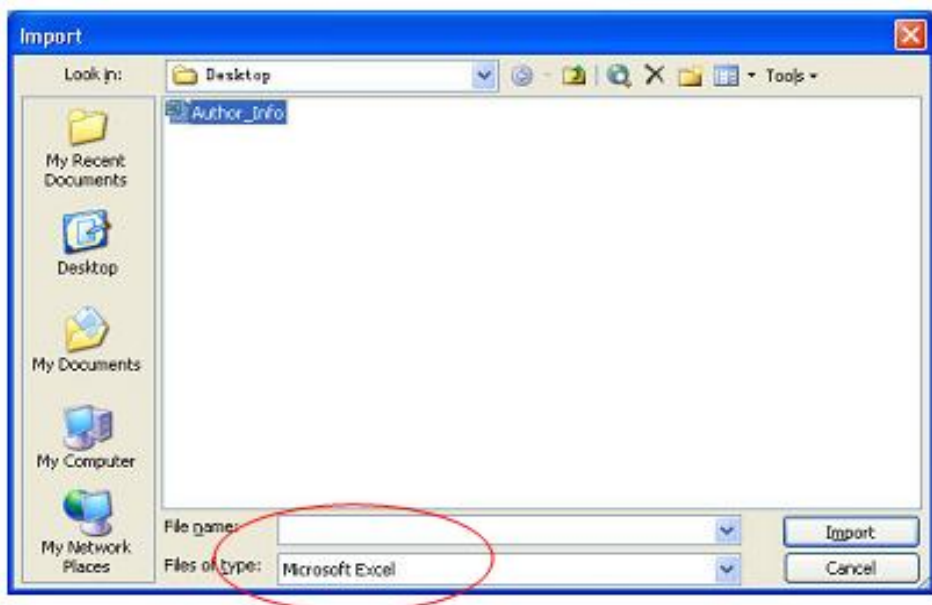 Import
Look in:
Desktop
Tools
Author_Info
My Recent
Documents
Desktop
My Documents
My Computer
My Network
Places
File name:
Import
Files of type:
Microsoft Excel
Cancel